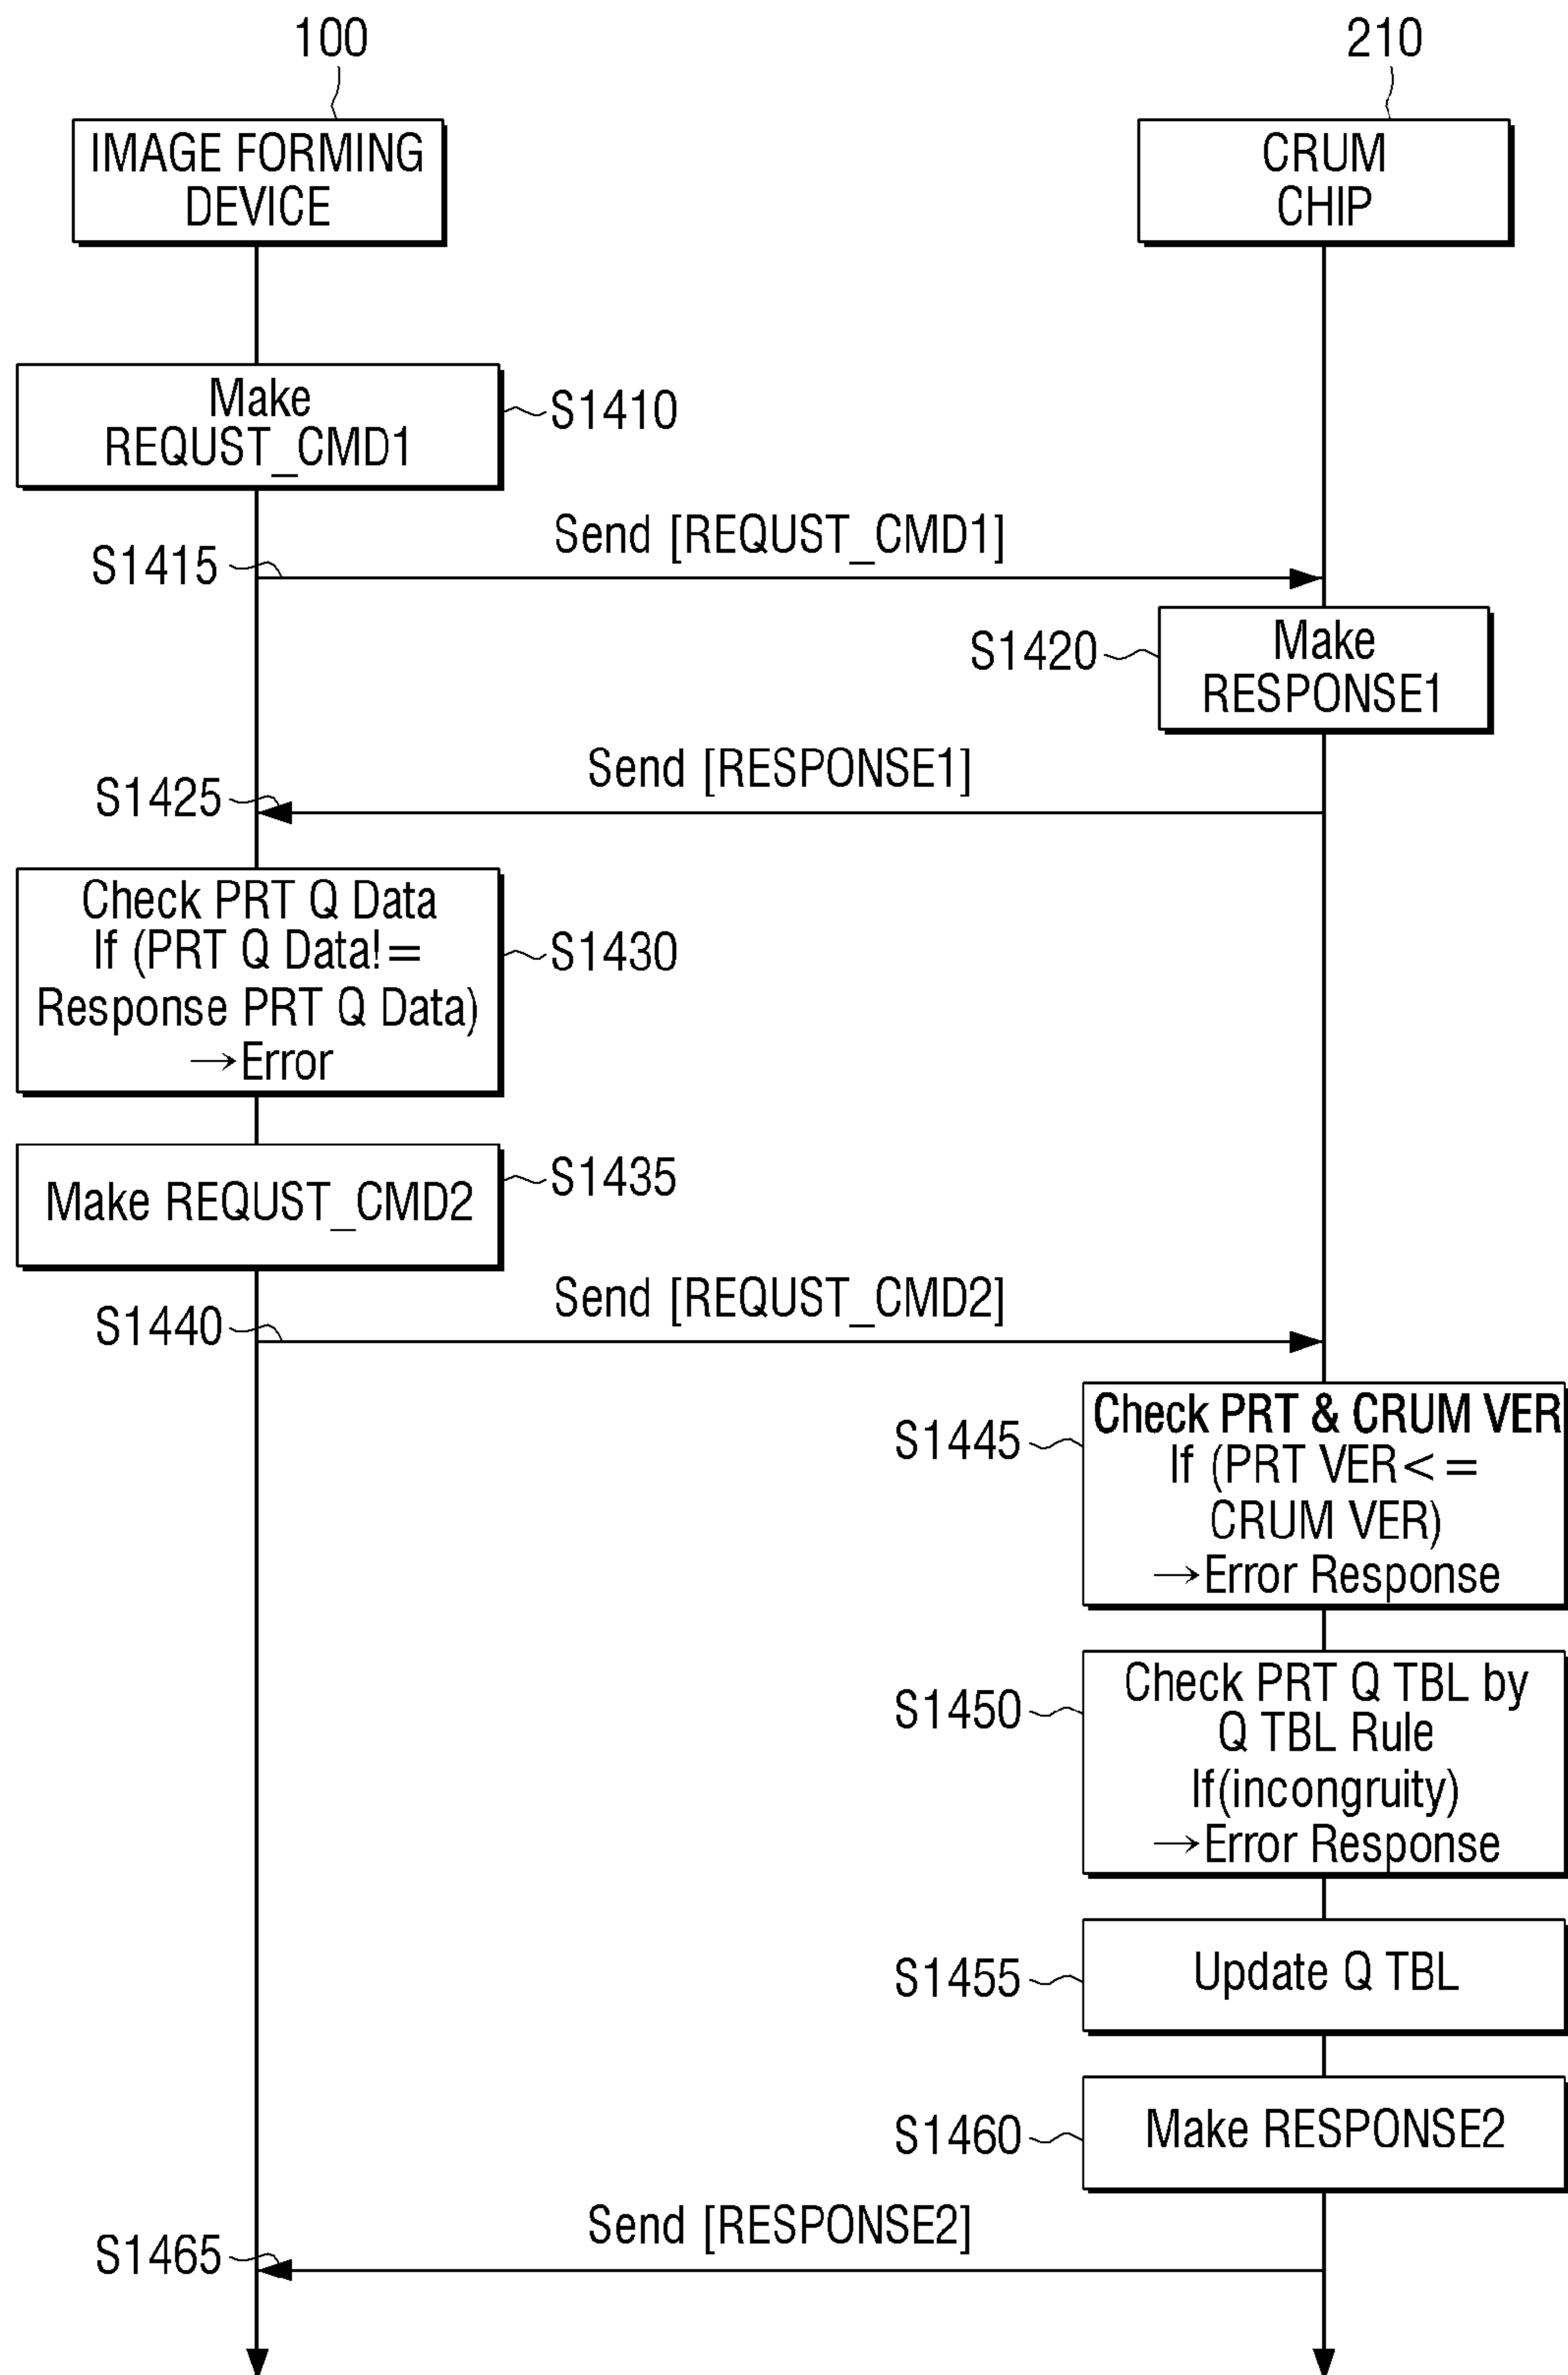 100
210
IMAGE FORMING
DEVICE
CRUM
CHIP
Make
REQUST_CMD1
S1410
Send [REQUST_CMD1]
S1415
S1420
Make
RESPONSE1
Send [RESPONSE1]
S1425
Check PRT Q Data
If (PRT Q Data!=
Response PRT Q Data)
→Error
S1430
Make REQUST_CMD2
S1435
Send [REQUST_CMD2]
S1440
S1445
Check PRT & CRUM VER
If (PRT VER<=
CRUM VER)
→Error Response
S1450
Check PRT Q TBL by
Q TBL Rule
If(incongruity)
→Error Response
S1455
Update Q TBL
S1460
Make RESPONSE2
Send [RESPONSE2]
S1465